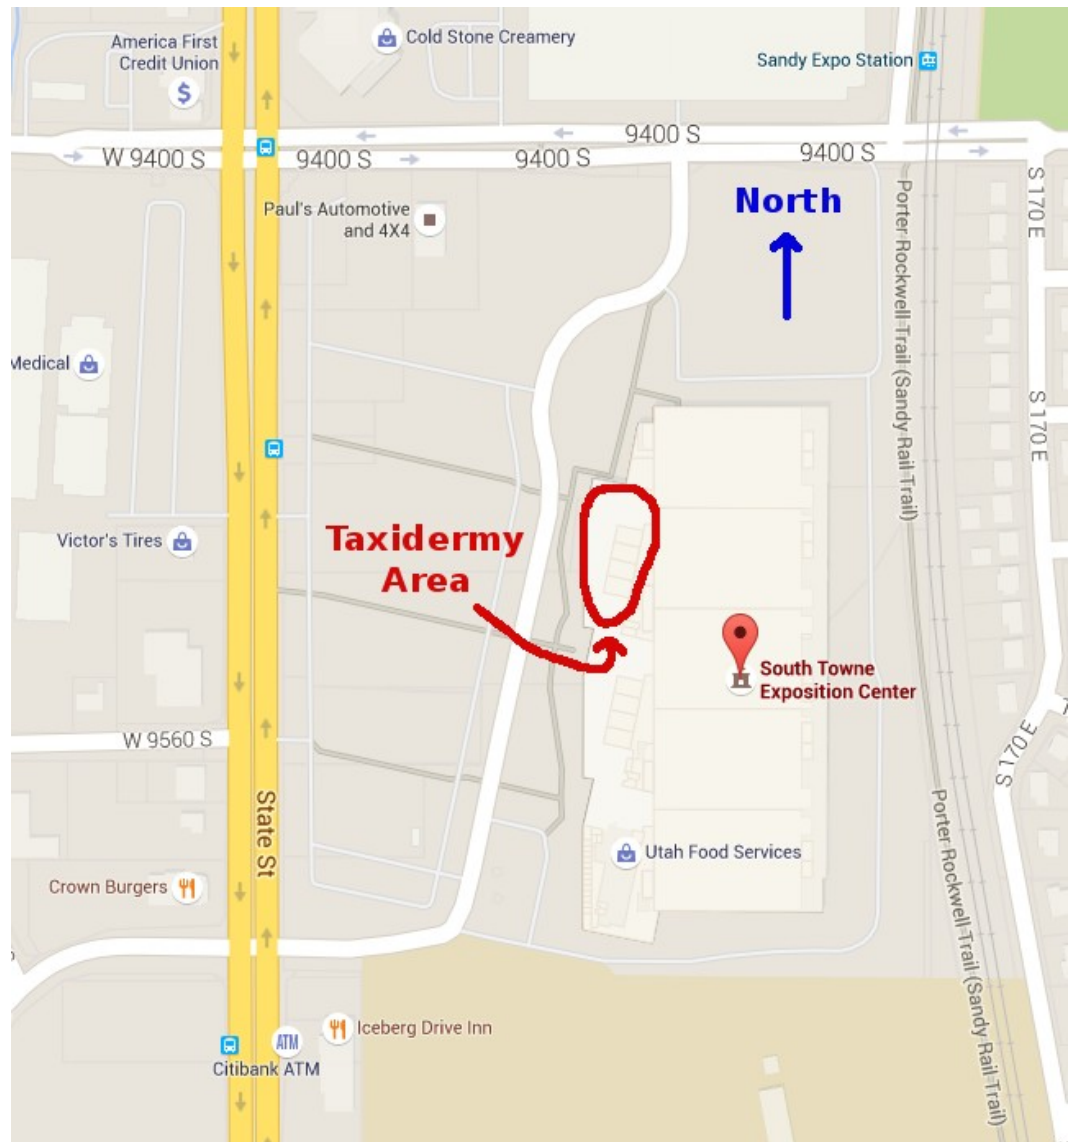 America First
Credit Union
$
Cold Stone Creamery
Sandy Expo Station
9400 S
W 9400 S
9400 S
9400 S
9400 S
S 170 E
Paul's Automotive
and 4X4
North
Porter Rockwell Trail (Sandy Rail Trail)
Medical
S 170 E
Taxidermy
Area
Victor's Tires
South Towne
Exposition Center
W 9560 S
S 170 E
State St
Porter Rockwell Trail (Sandy Rail Trail)
Utah Food Services
Crown Burgers
Iceberg Drive Inn
ATM
Citibank ATM